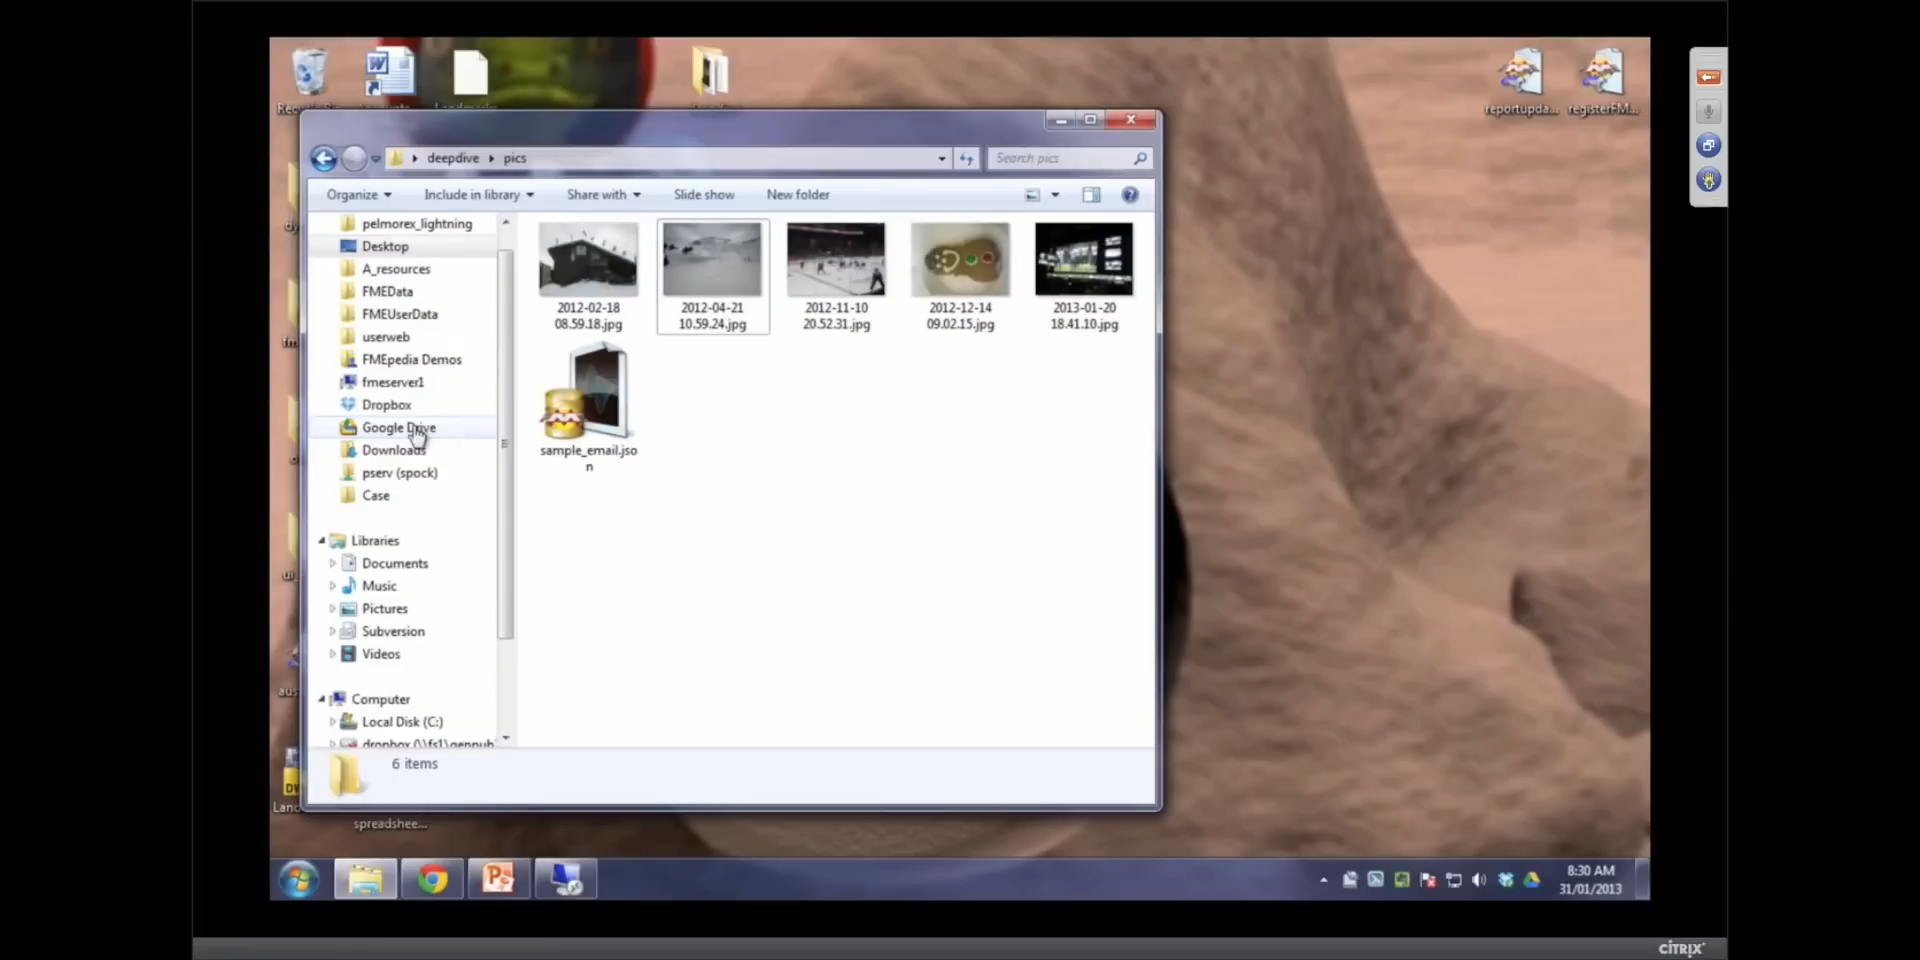 reportupda...
registerFM...
deepdive
pics
Search pics
Organize
Include in library
Share with
Slide show
New folder
pelmorex_lightning
Desktop
A_resources
FMEData
FMEUserData
userweb
FMEpedia Demos
fmeserver1
Dropbox
Google Drive
Downloads
pserv (spock)
Case
Libraries
Documents
Music
Pictures
Subversion
Videos
Computer
Local Disk (C:)
dropbox (\\fs1\genpub
2012-02-18
08.59.18.jpg
2012-04-21
10.59.24.jpg
2012-11-10
20.52.31.jpg
2012-12-14
09.02.15.jpg
2013-01-20
18.41.10.jpg
sample_email.jso
n
6 items
spreadshee...
8:30 AM
31/01/2013
CITRIX